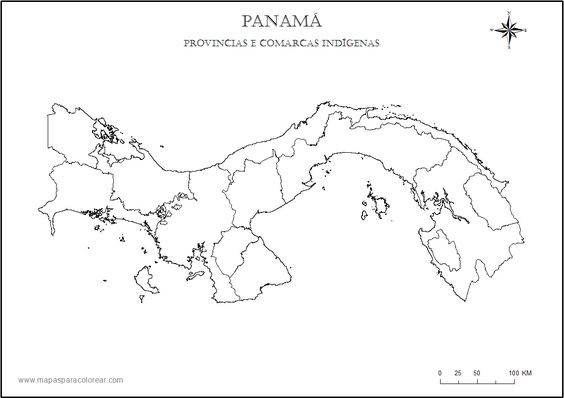 PANAMÁ
PROVINCIAS E COMARCAS INDÍGENAS
N
S
www.mapasparacolorear.com
0 25 50 100 KM